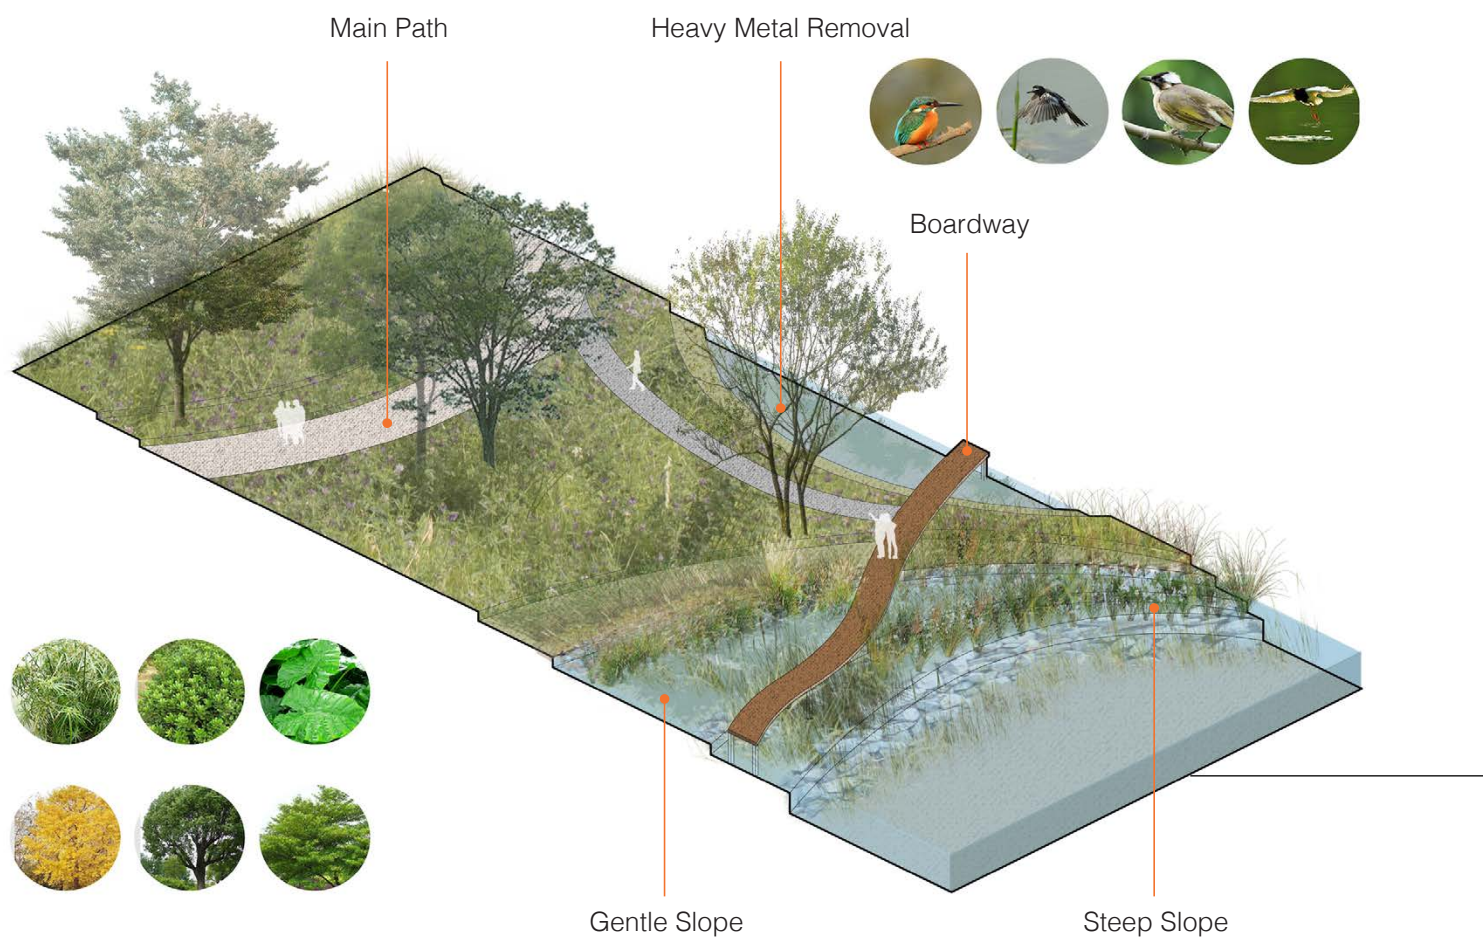 Main Path
Heavy Metal Removal
Boardway
Gentle Slope
Steep Slope